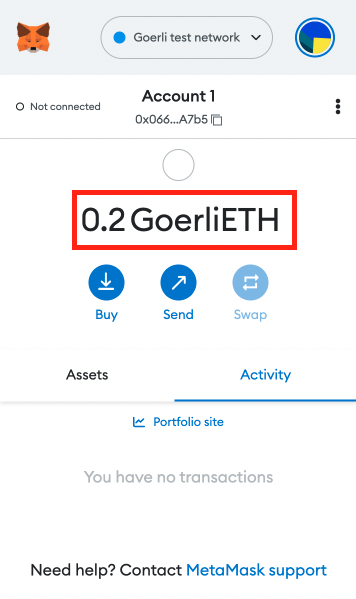 Goerli test network
Not connected
Account 1
0x066...A7b5
0.2 GoerliETH
Buy Send Swap
Assets Activity
Portfolio site
You have no transactions
Need help? Contact MetaMask support